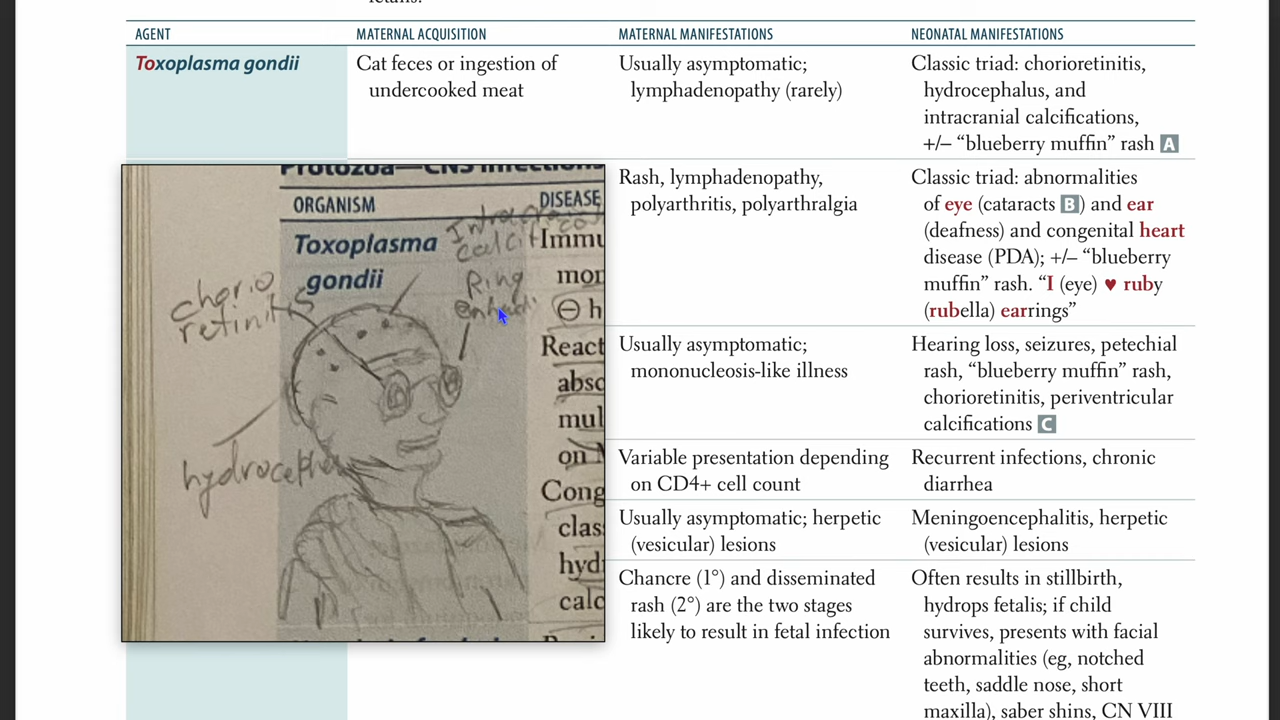 fetalis.
AGENT MATERNAL ACQUISITION MATERNAL MANIFESTATIONS NEONATAL MANIFESTATIONS
Toxoplasma gondii
Cat feces or ingestion of
undercooked meat
Usually asymptomatic;
lymphadenopathy (rarely)
Classic triad: chorioretinitis,
hydrocephalus, and
intracranial calcifications,
+/– “blueberry muffin” rash A
Rash, lymphadenopathy,
polyarthritis, polyarthralgia
Classic triad: abnormalities
of eye (cataracts B) and ear
(deafness) and congenital heart
disease (PDA); +/– “blueberry
muffin” rash. “I (eye) ♥ ruby
(rubella) earrings”
Usually asymptomatic;
mononucleosis-like illness
Hearing loss, seizures, petechial
rash, “blueberry muffin” rash,
chorioretinitis, periventricular
calcifications C
Variable presentation depending
on CD4+ cell count
Recurrent infections, chronic
diarrhea
Usually asymptomatic; herpetic
(vesicular) lesions
Meningoencephalitis, herpetic
(vesicular) lesions
Chancre (1°) and disseminated
rash (2°) are the two stages
likely to result in fetal infection
Often results in stillbirth,
hydrops fetalis; if child
survives, presents with facial
abnormalities (eg, notched
teeth, saddle nose, short
maxilla), saber shins, CN VIII
Protozoa—CNS infections
ORGANISM DISEASE
Toxoplasma
gondii
chorio
retinitis
calcif
Ring
hydroceph
Immu
mor
⊖ h
React
abso
mul
on
Cong
clas
hyd
calc